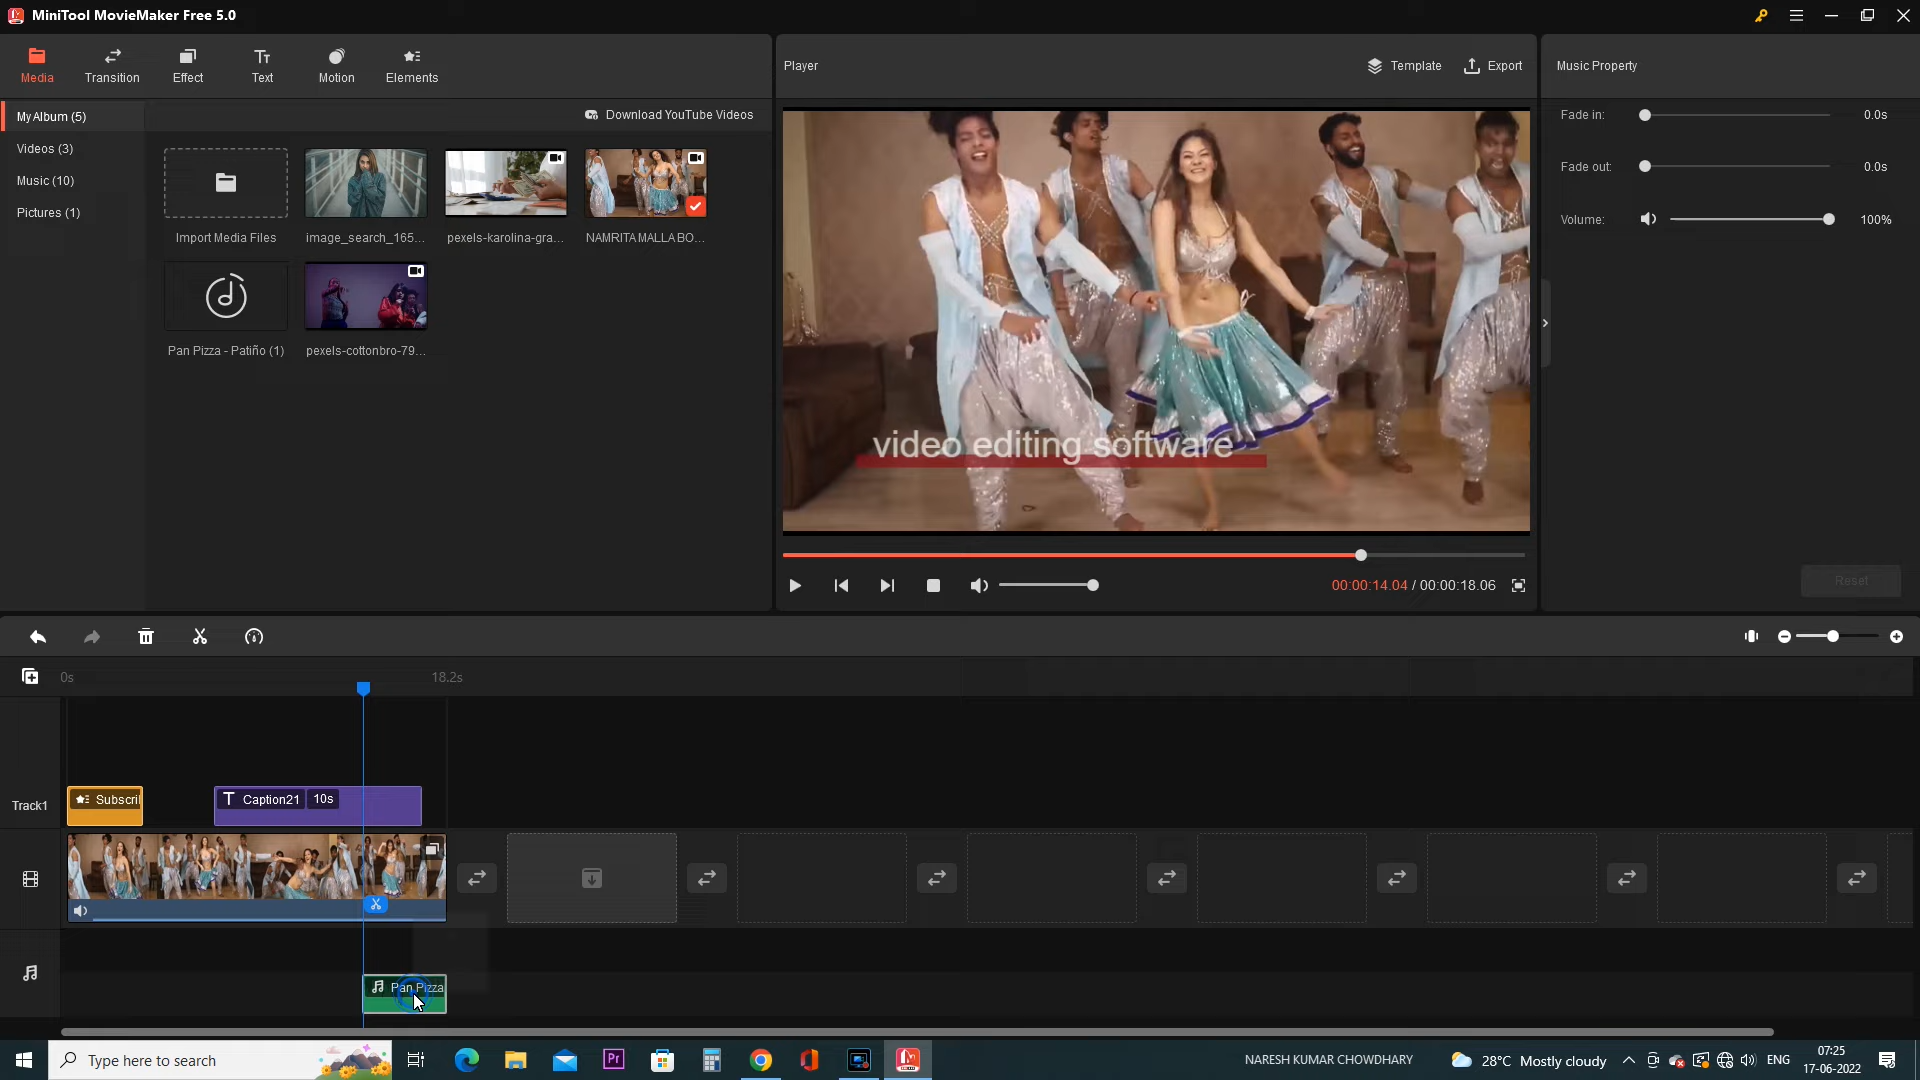 MiniTool MovieMaker Free 5.0
Media
Transition
Effect
Text
Motion
Elements
Player
Template
Export
Music Property
My Album (5)
Download YouTube Videos
Videos (3)
Music (10)
Pictures (1)
Import Media Files
image_search_165...
pexels-karolina-gra...
NAMRITA MALLA BO...
Pan Pizza - Patiño (1)
pexels-cottonbro-79...
video editing software
00:00:14.04 / 00:00:18.06
Fade in:
0.0s
Fade out:
0.0s
Volume:
100%
Reset
0s
18.2s
Track1
Subscri
T Caption21
10s
Pan Pizza
Type here to search
Pr
NARESH KUMAR CHOWDHARY
28°C Mostly cloudy
ENG
07:25
17-06-2022